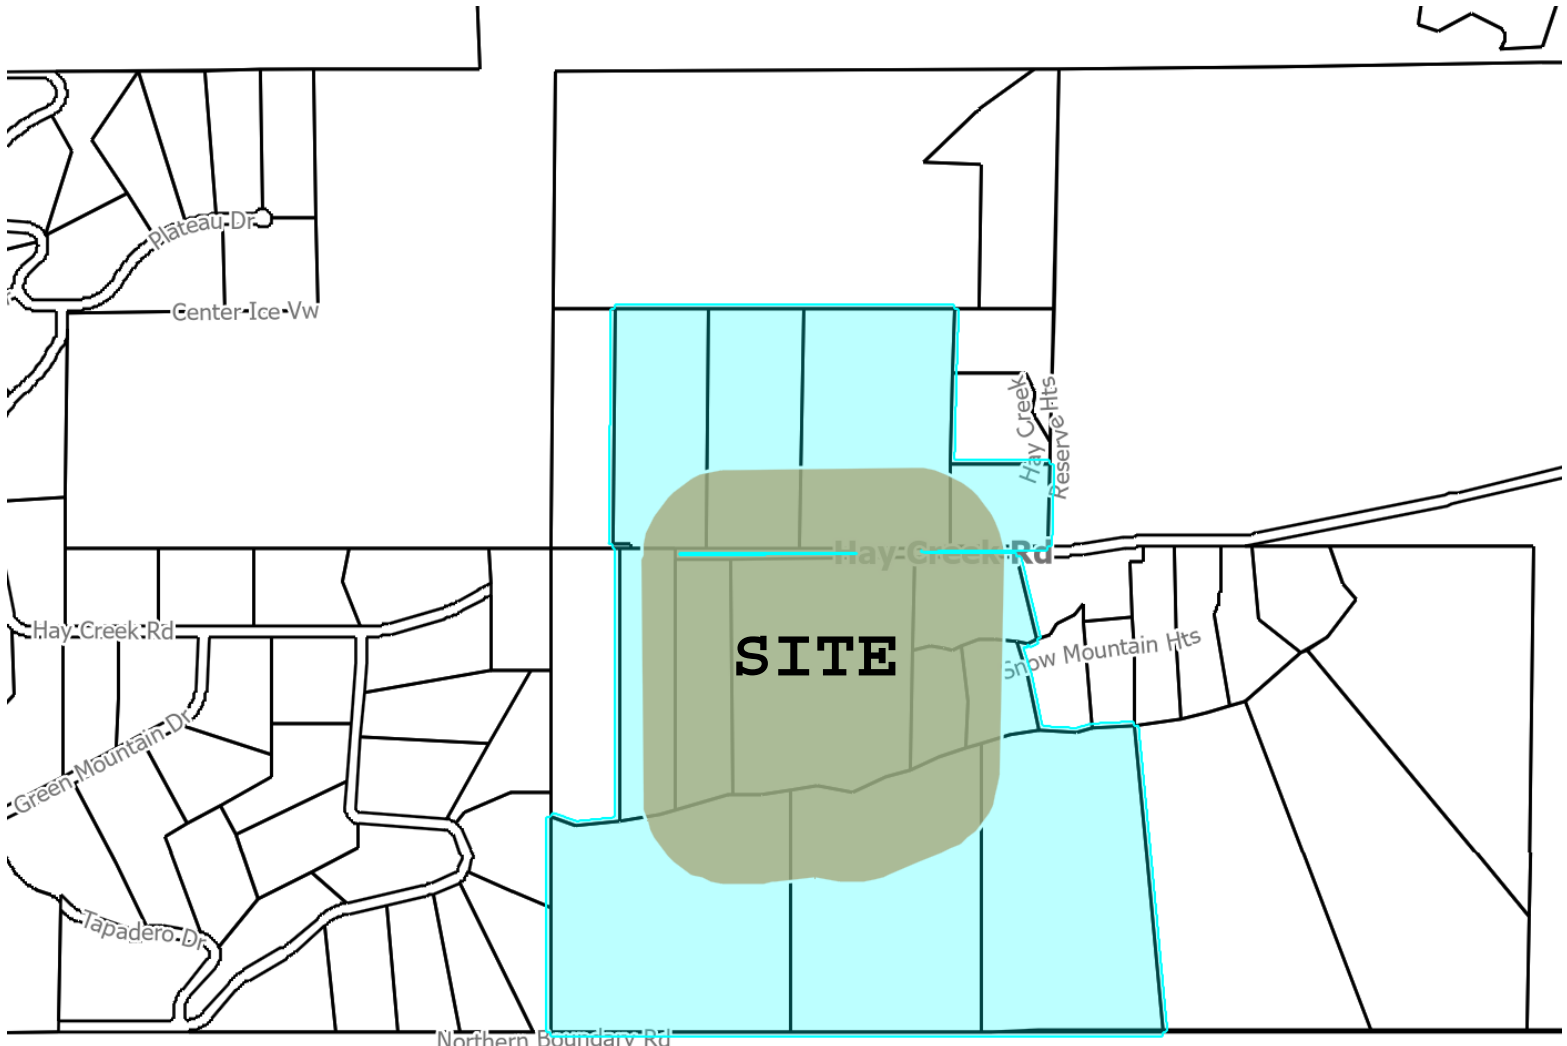 Plateau Dr
Center Ice Vw
Hay Creek
Reserve Hts
Hay Creek Rd
Hay Creek Rd
SITE
Snow Mountain Hts
Green Mountain Dr
Tapadero Dr
Northern Boundary Rd